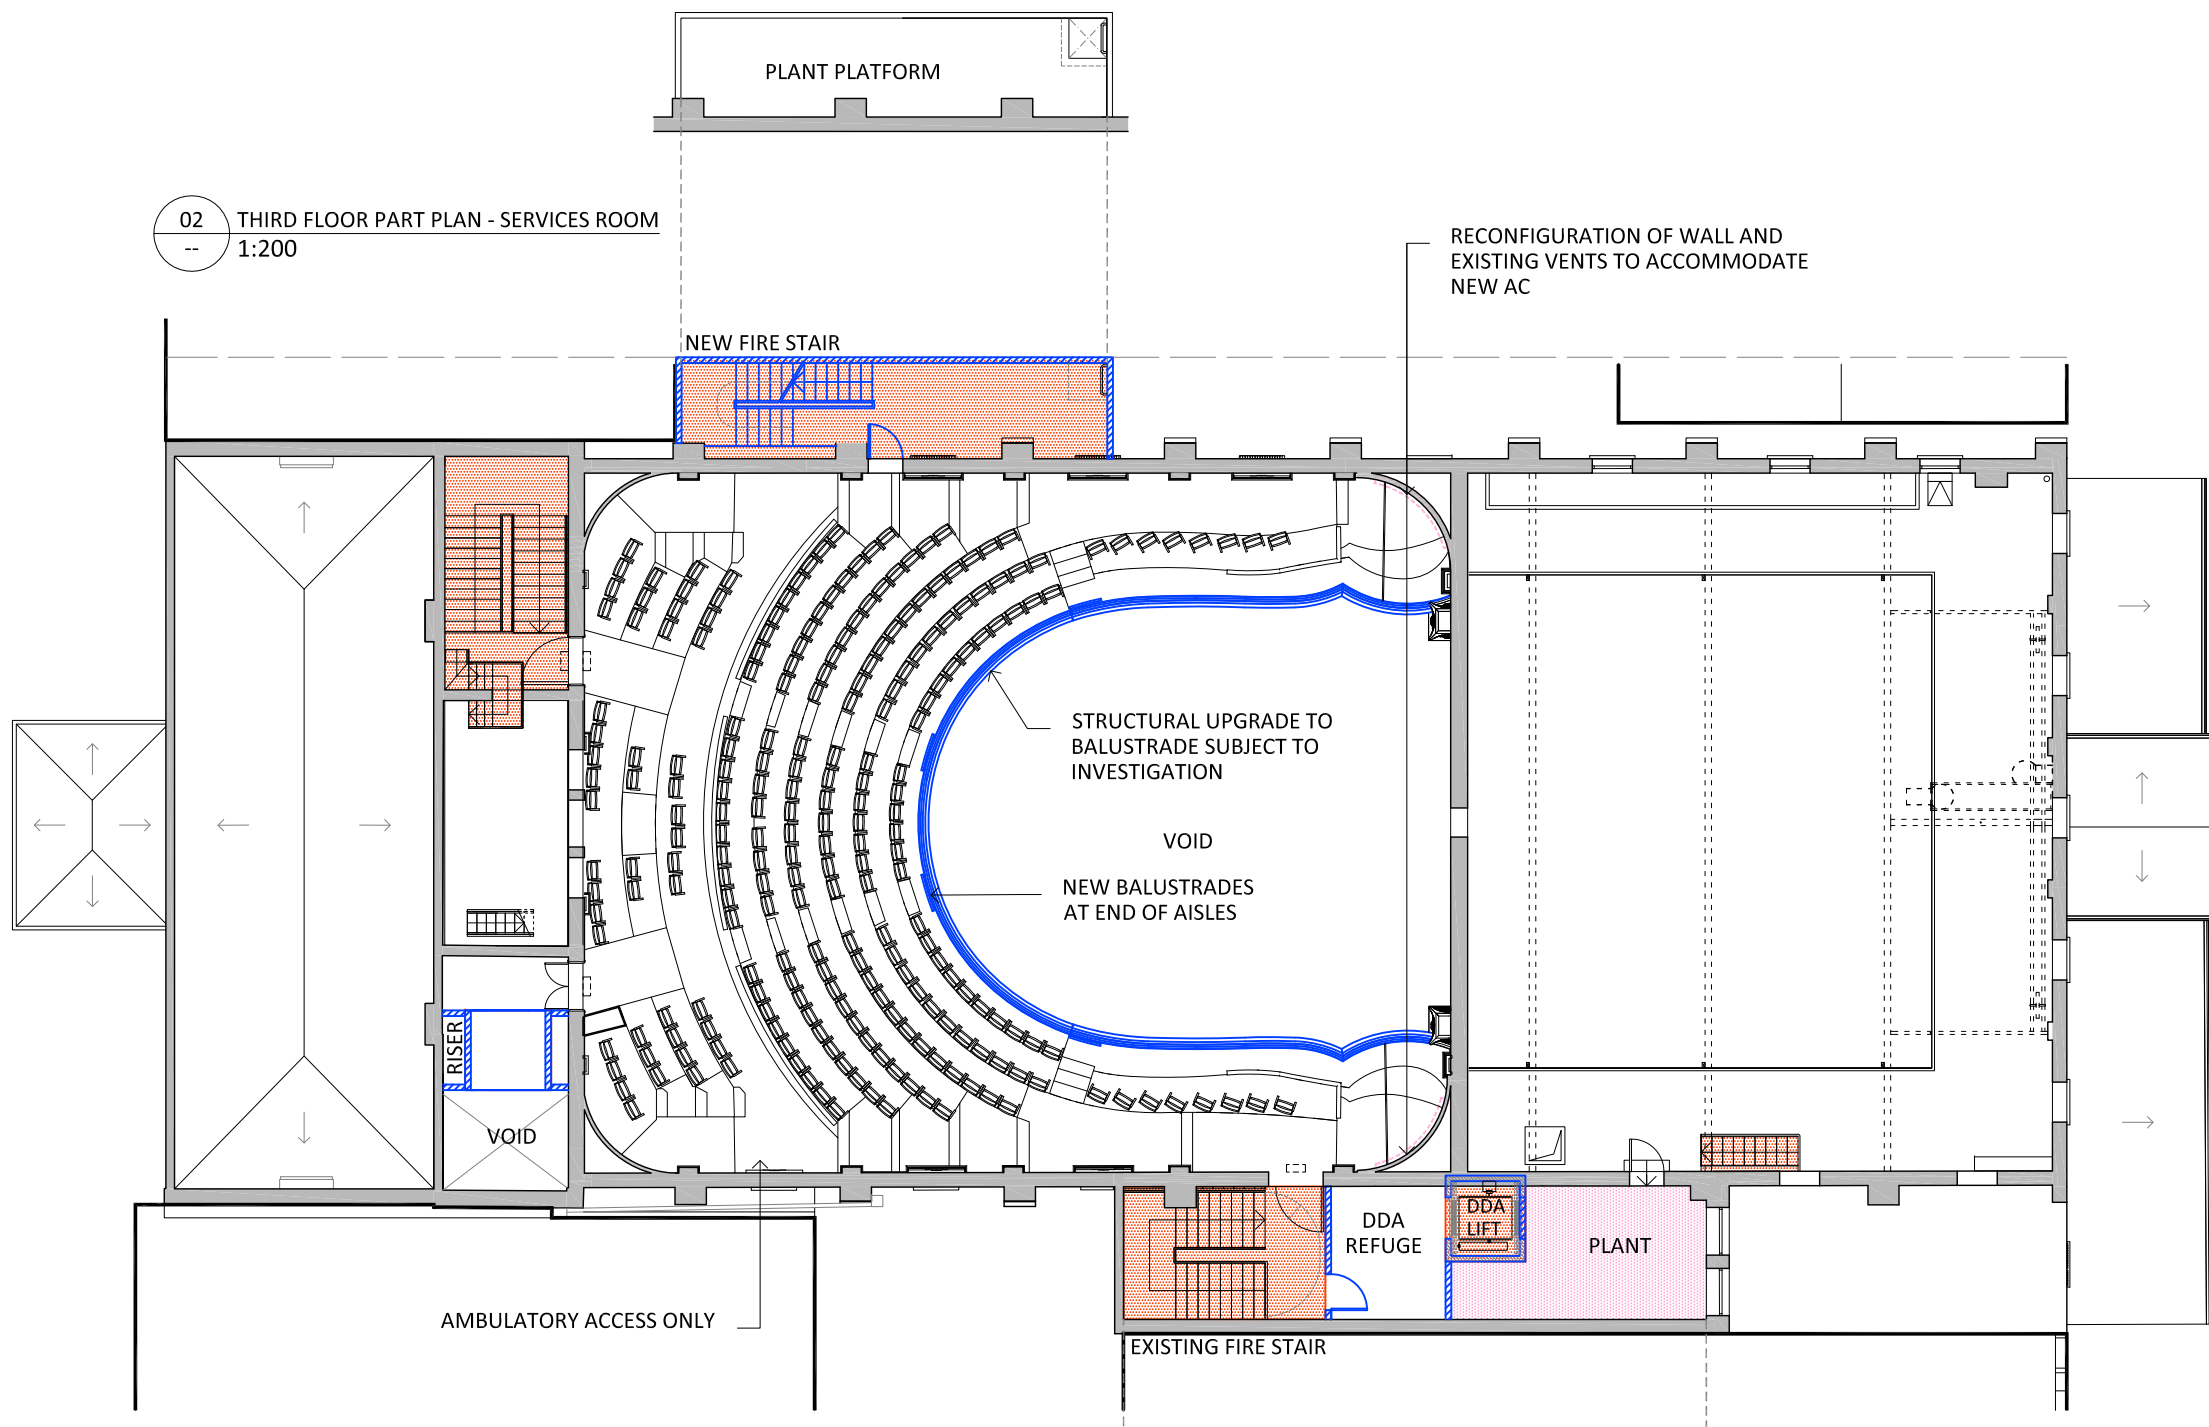 PLANT PLATFORM
02
THIRD FLOOR PART PLAN - SERVICES ROOM
--
1:200
RECONFIGURATION OF WALL AND
EXISTING VENTS TO ACCOMMODATE
NEW AC
NEW FIRE STAIR
STRUCTURAL UPGRADE TO
BALUSTRADE SUBJECT TO
INVESTIGATION
VOID
NEW BALUSTRADES
AT END OF AISLES
RISER
VOID
DDA
REFUGE
DDA
LIFT
PLANT
AMBULATORY ACCESS ONLY
EXISTING FIRE STAIR